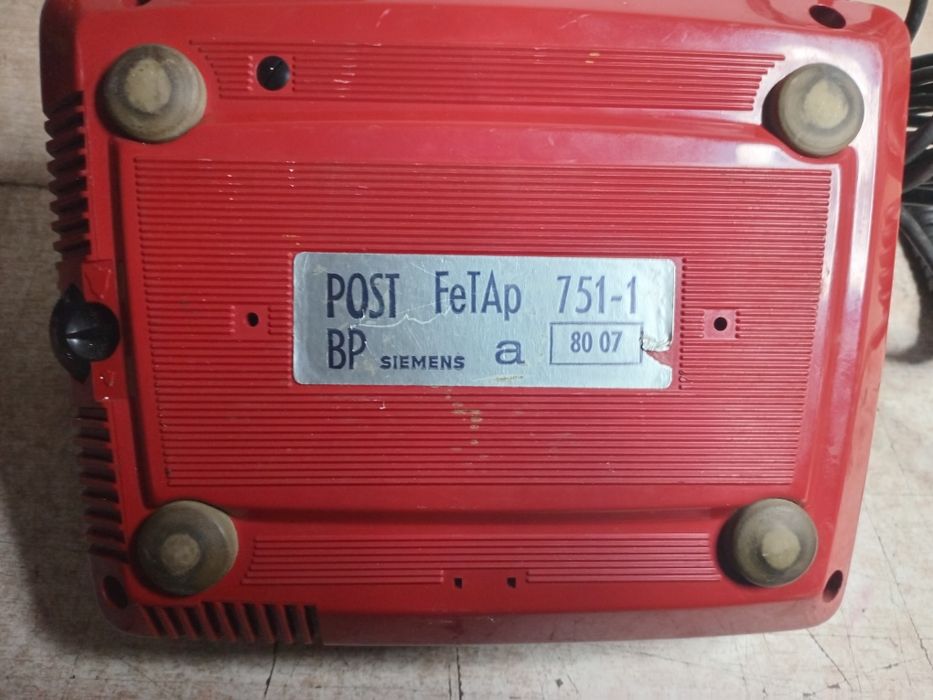 POST FeTAp 751-1
BP SIEMENS a 80 07